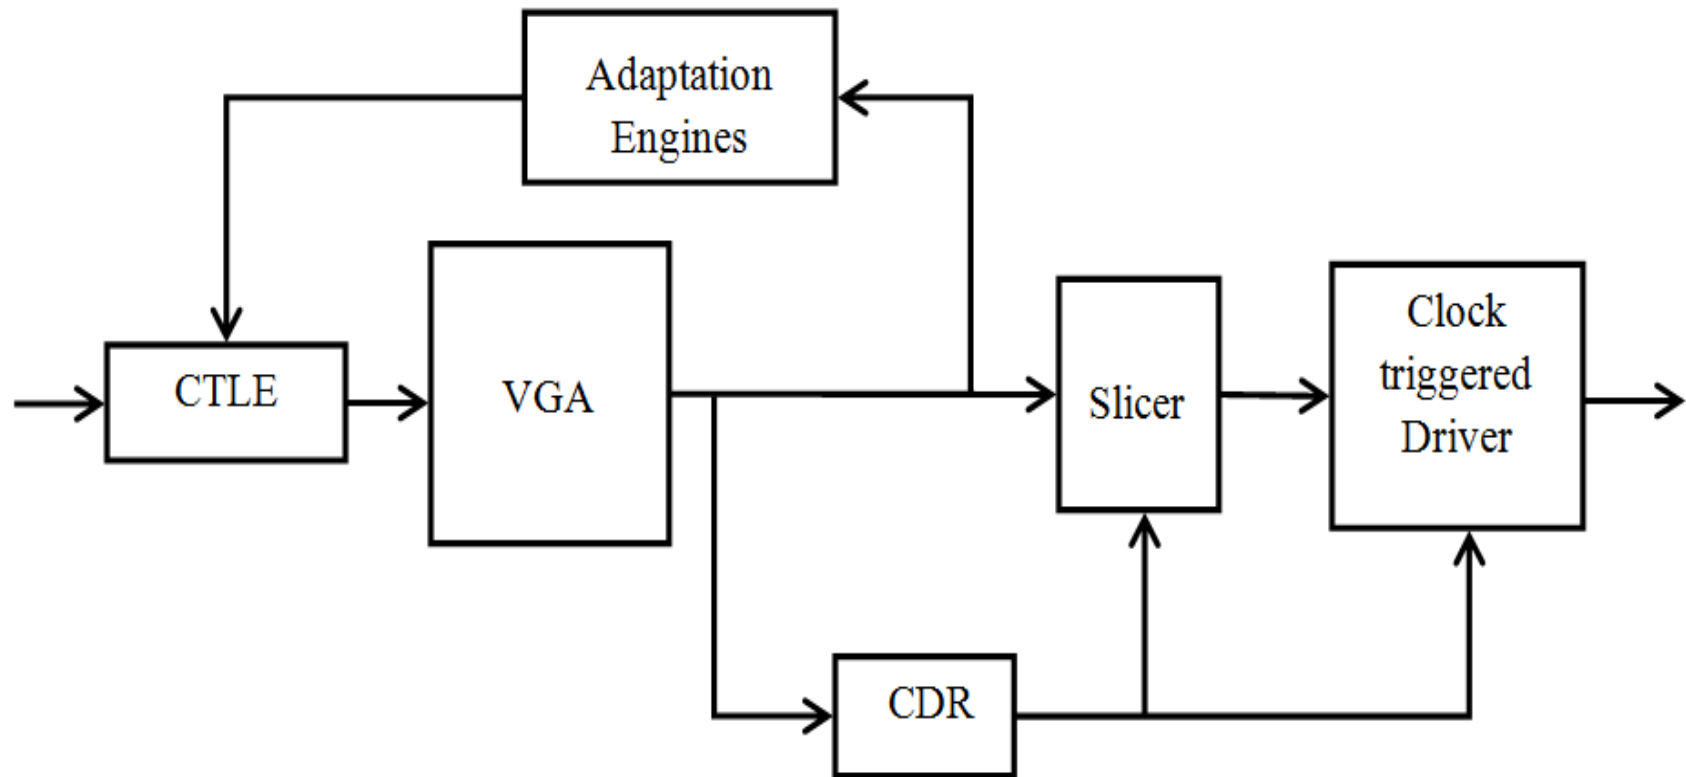 Adaptation
Engines
CTLE
VGA
Slicer
Clock
triggered
Driver
CDR